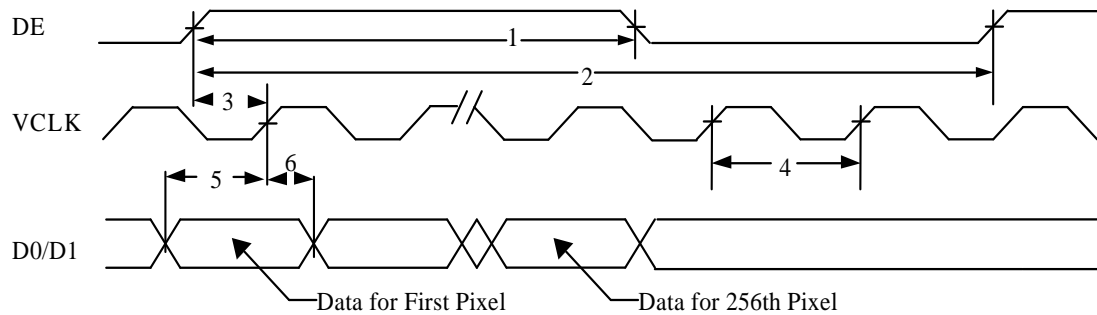 DE
1
2
3
VCLK
4
5
6
D0/D1
Data for First Pixel
Data for 256th Pixel